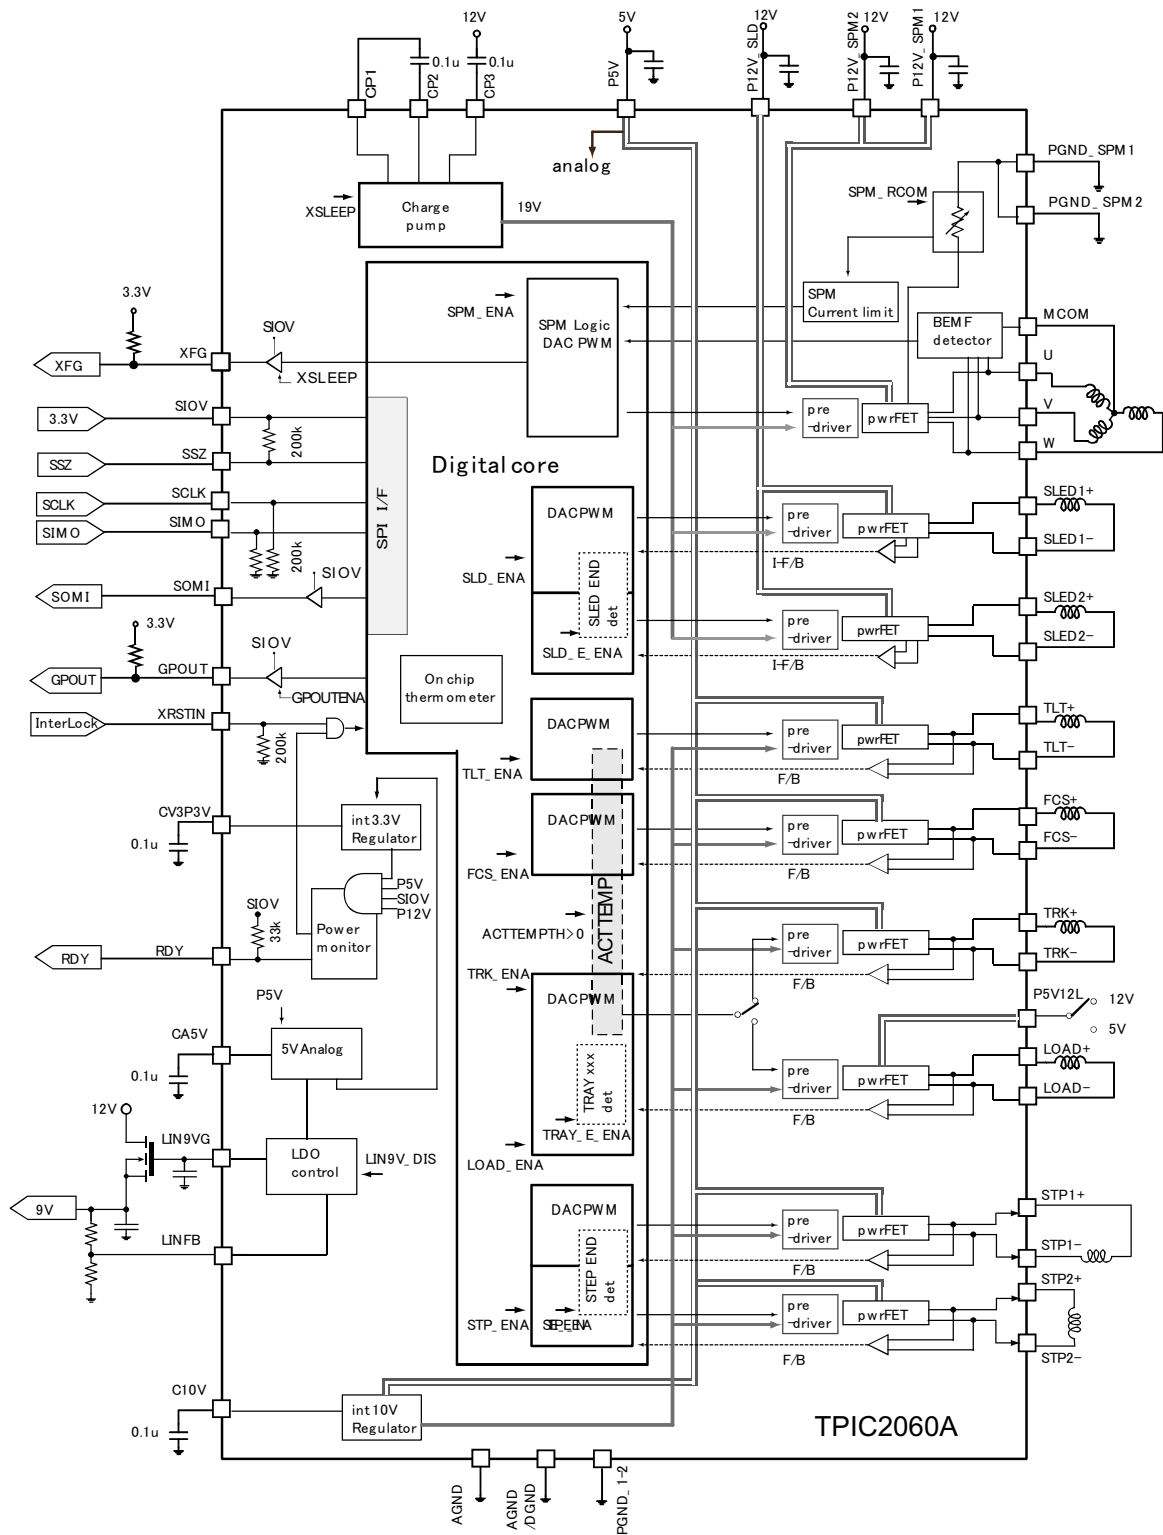 12V
5V
12V
12V
12V
0.1u
0.1u
CP1
CP2
CP3
P5V
P12V_SLD
P12V_SPM2
P12V_SPM1
analog
PGND_SPM1
PGND_SPM2
XSLEEP
Charge
pump
19V
SPM_RCOM
3.3V
SIOV
XFG
XFG
XSLEEP
SPM_ENA
SPM Logic
DAC PWM
SPM
Current limit
BEMF
detector
MCOM
U
V
W
3.3V
SIOV
200k
SSZ
SSZ
SCLK
SCLK
SIMO
SIMO
200k
SPI I/F
Digital core
pre
-driver
pwrFET
DACPWM
SLD_ENA
SLED END
det
SLD_E_ENA
pre
-driver
pwrFET
I-F/B
SLED1+
SLED1-
SOMI
SOMI
SIOV
pre
-driver
pwrFET
I-F/B
SLED2+
SLED2-
3.3V
GPOUT
GPOUT
SIOV
GPOUTENA
On chip
thermometer
InterLock
XRSTIN
200k
DACPWM
TLT_ENA
pre
-driver
pwrFET
F/B
TLT+
TLT-
CV3P3V
0.1u
int3.3V
Regulator
DACPWM
FCS_ENA
pre
-driver
pwrFET
F/B
FCS+
FCS-
P5V
SIOV
P12V
Power
monitor
SIOV
33k
RDY
RDY
ACTTEMP
ACTTEMPTH>0
TRK_ENA
DACPWM
pre
-driver
pwrFET
F/B
TRK+
TRK-
P5V12L
12V
5V
P5V
CA5V
0.1u
5VAnalog
TRAY xxx
det
TRAY_E_ENA
LOAD_ENA
pre
-driver
pwrFET
F/B
LOAD+
LOAD-
12V
LIN9VG
LDO
control
LIN9V_DIS
9V
LINFB
DACPWM
STEP END
det
STP_ENA
pre
-driver
pwrFET
F/B
STP1+
STP1-
pre
-driver
pwrFET
F/B
STP2+
STP2-
C10V
0.1u
int10V
Regulator
TPIC2060A
AGND
AGND
/DGND
PGND_1-2